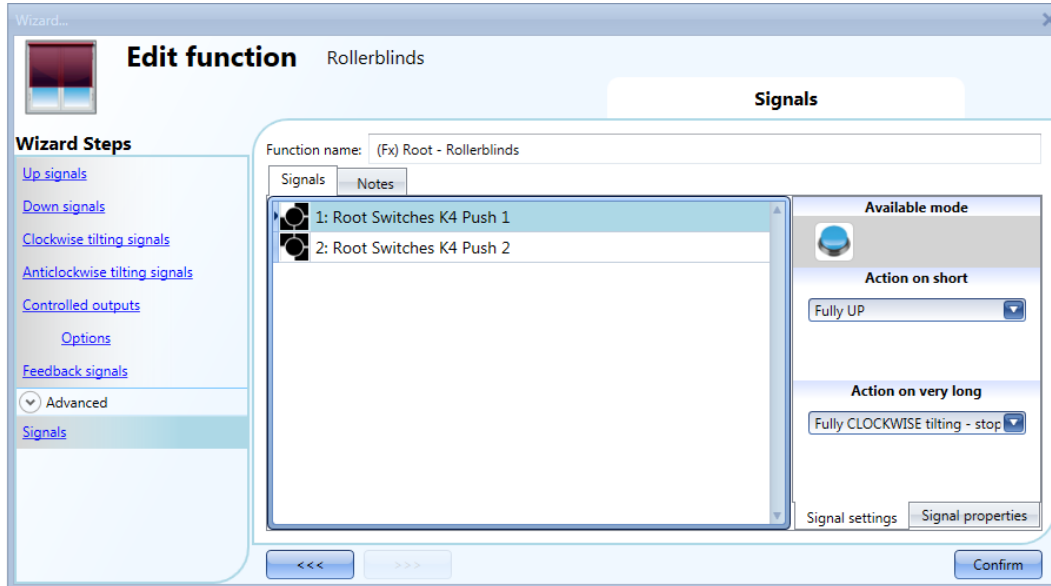 Wizard...
Edit function Rollerblinds
Signals
Wizard Steps
Up signals
Down signals
Clockwise tilting signals
Anticlockwise tilting signals
Controlled outputs
Options
Feedback signals
Advanced
Signals
Function name: (Fx) Root - Rollerblinds
Signals Notes
1: Root Switches K4 Push 1
2: Root Switches K4 Push 2
Available mode
Action on short
Fully UP
Action on very long
Fully CLOCKWISE tilting - stop
Signal settings Signal properties
<<< >>> Confirm